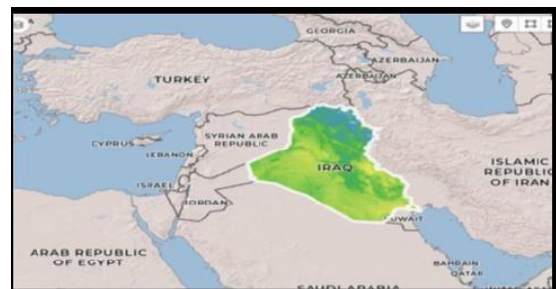 GEORGIA
AZERBAIJAN
TURKEY
AZERBAIJAN
CYPRUS
SYRIAN ARAB
REPUBLIC
LEBANON
IRAQ
ISLAMIC
REPUBLIC
OF IRAN
ISRAEL
JORDAN
KUWAIT
ARAB REPUBLIC
OF EGYPT
BAHRAIN
QATAR
SAUDI ARABIA